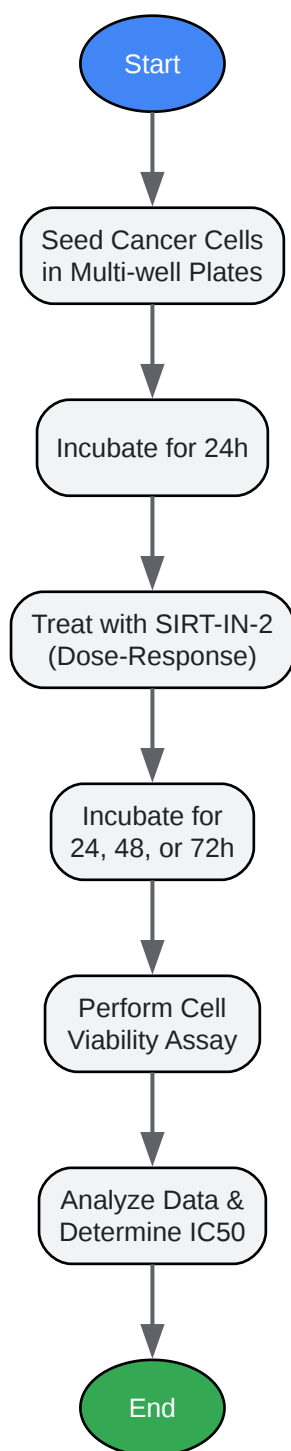 Start
Seed Cancer Cells
in Multi-well Plates
Incubate for 24h
Treat with SIRT-IN-2
(Dose-Response)
Incubate for
24, 48, or 72h
Perform Cell
Viability Assay
Analyze Data &
Determine IC50
End